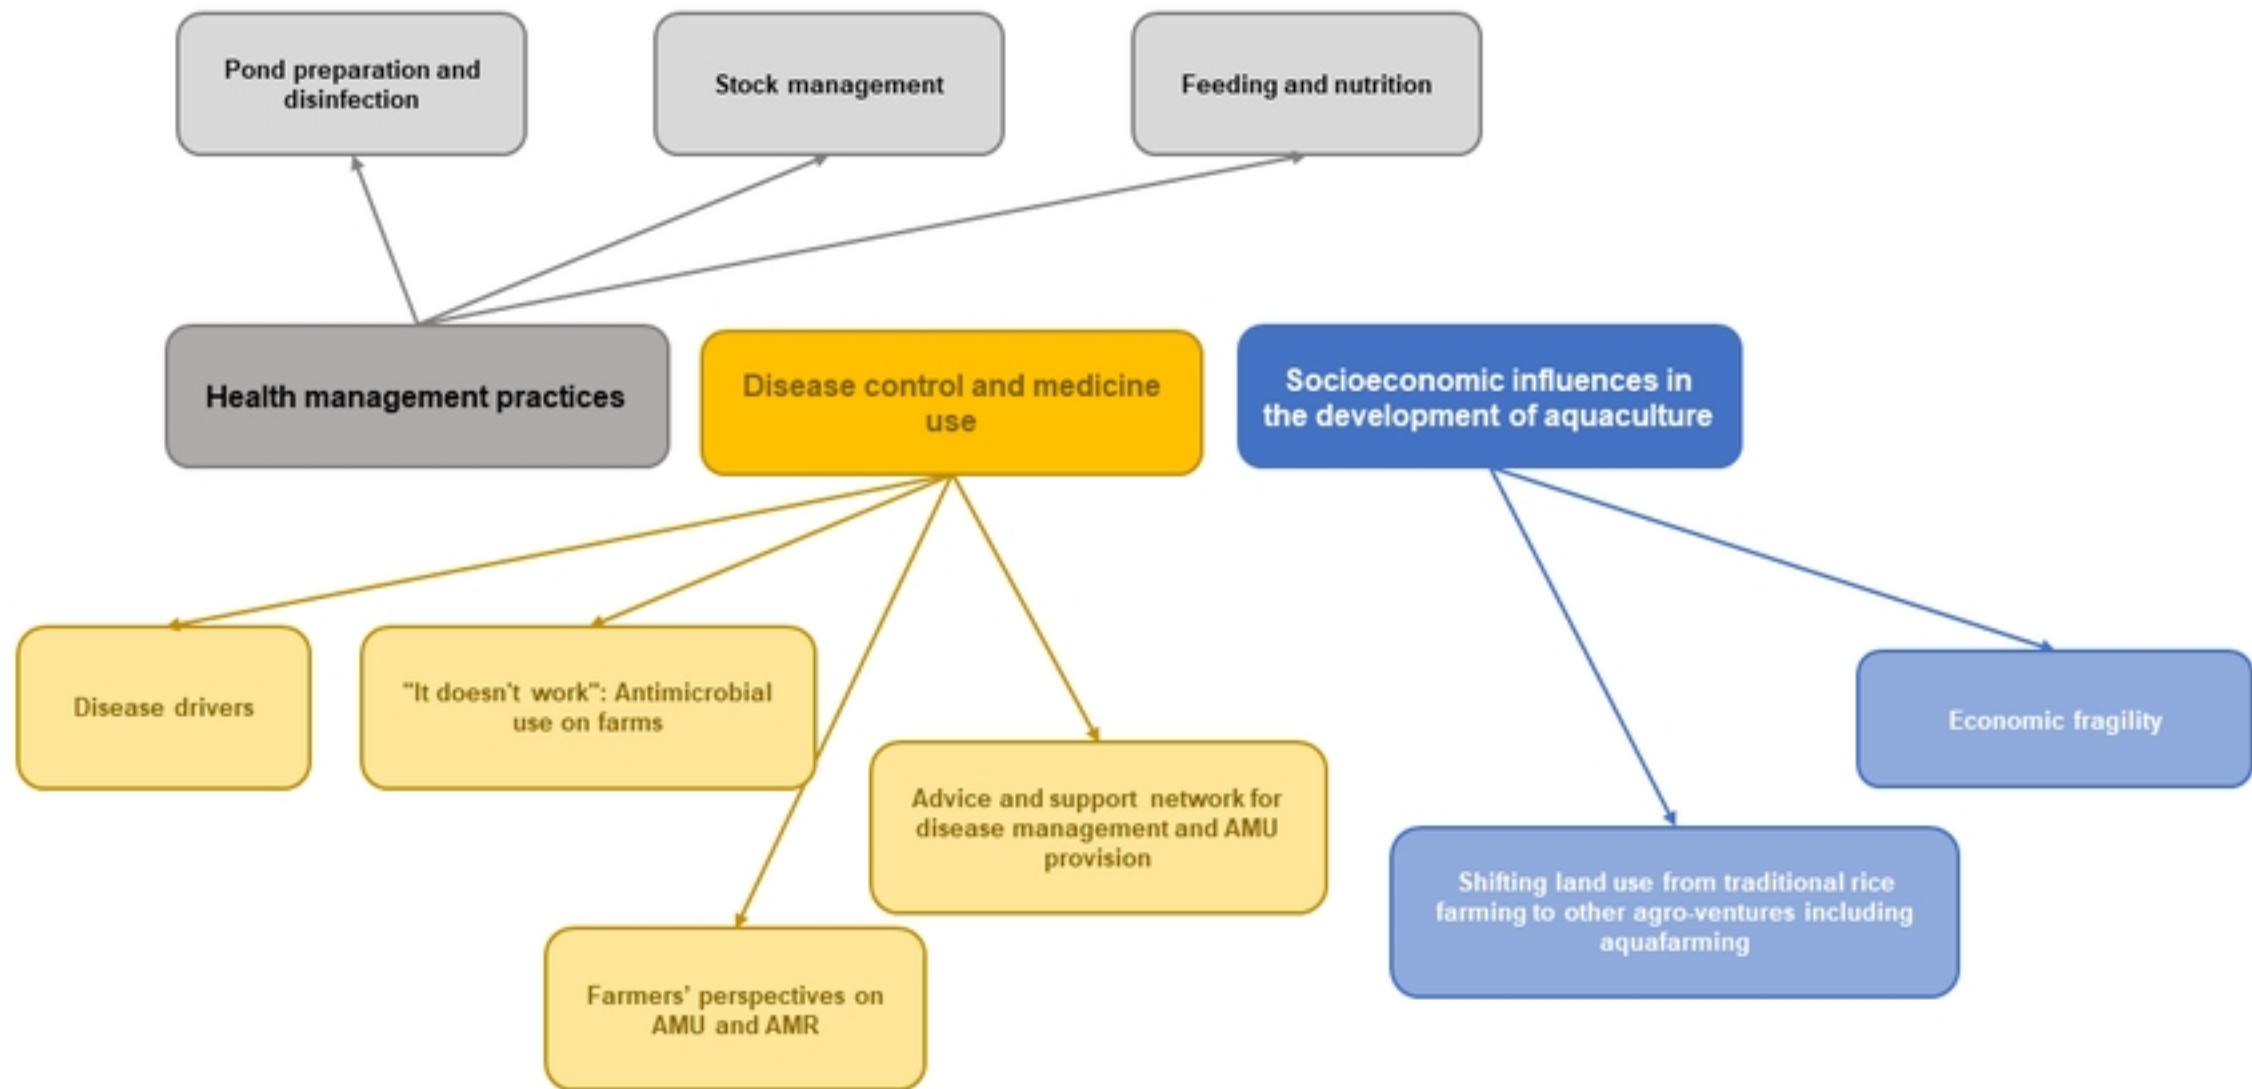 Pond preparation and
disinfection
Stock management
Feeding and nutrition
Health management practices
Disease control and medicine
use
Socioeconomic influences in
the development of aquaculture
Disease drivers
"It doesn't work": Antimicrobial
use on farms
Advice and support network for
disease management and AMU
provision
Farmers' perspectives on
AMU and AMR
Economic fragility
Shifting land use from traditional rice
farming to other agro-ventures including
aquafarming